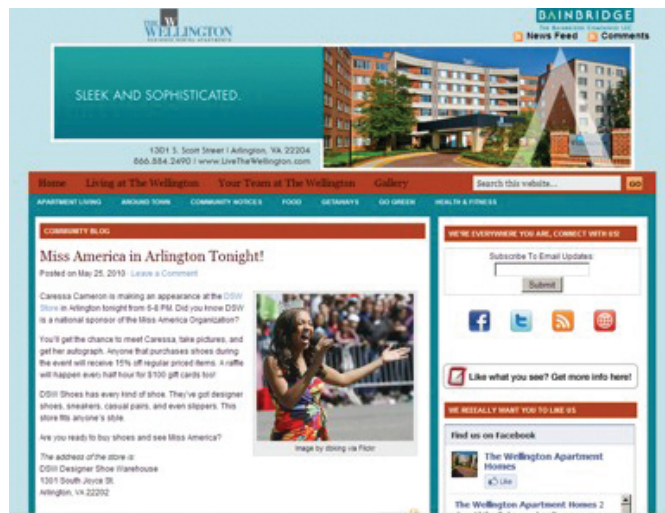 THE
WELLINGTON
BAINBRIDGE
News Feed Comments
SLEEK AND SOPHISTICATED.
1301 S. Scott Street | Arlington, VA 22204
866.884.2490 | www.LiveTheWellington.com
Home Living at The Wellington Your Team at The Wellington Gallery
Search this website... GO
APARTMENT LIVING AROUND TOWN COMMUNITY NOTICES FOOD GETAWAYS GO GREEN HEALTH & FITNESS
COMMUNITY BLOG
Miss America in Arlington Tonight!
Posted on May 25, 2010 · Leave a Comment
Caressa Cameron is making an appearance at the DSW
Store in Arlington tonight from 6-8 PM. Did you know DSW
is a national sponsor of the Miss America Organization?
You'll get the chance to meet Caressa, take pictures, and
get her autograph. Anyone that purchases shoes during
the event will receive 15% off regular priced items. A raffle
will happen every half hour for $100 gift cards too!
DSW Shoes has every kind of shoe. They've got designer
shoes, sneakers, casual pairs, and even slippers. This
store fits anyone's style.
Are you ready to buy shoes and see Miss America?
The address of the store is:
DSW Designer Shoe Warehouse
1301 South Joyce St.
Arlington, VA 22202
Image by dbking via Flickr
WE'RE EVERYWHERE YOU ARE, CONNECT WITH US!
Subscribe To Email Updates:
Submit
Like what you see? Get more info here!
WE REEEALLY WANT YOU TO LIKE US
Find us on Facebook
The Wellington Apartment
Homes
Like
The Wellington Apartment Homes 2